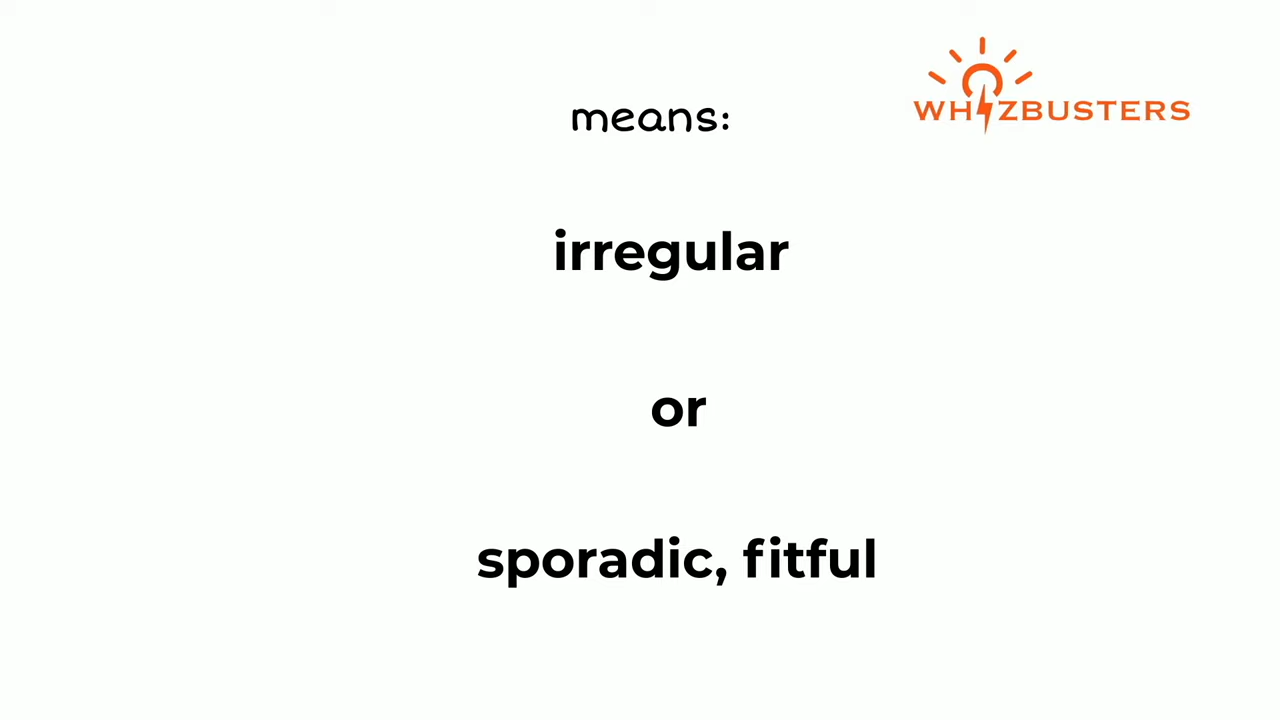 means:
WHIZBUSTERS
irregular
or
sporadic, fitful